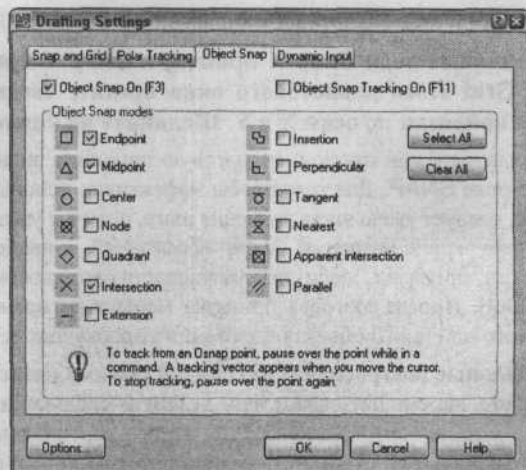 Drafting Settings
Snap and Grid Polar Tracking Object Snap Dynamic Input
Object Snap On (F3) Object Snap Tracking On (F11)
Object Snap modes
Endpoint Insertion Select All
Midpoint Perpendicular Clear All
Center Tangent
Node Nearest
Quadrant Apparent intersection
Intersection Parallel
Extension
To track from an Osnap point, pause over the point while in a
command. A tracking vector appears when you move the cursor.
To stop tracking, pause over the point again.
Options... OK Cancel Help